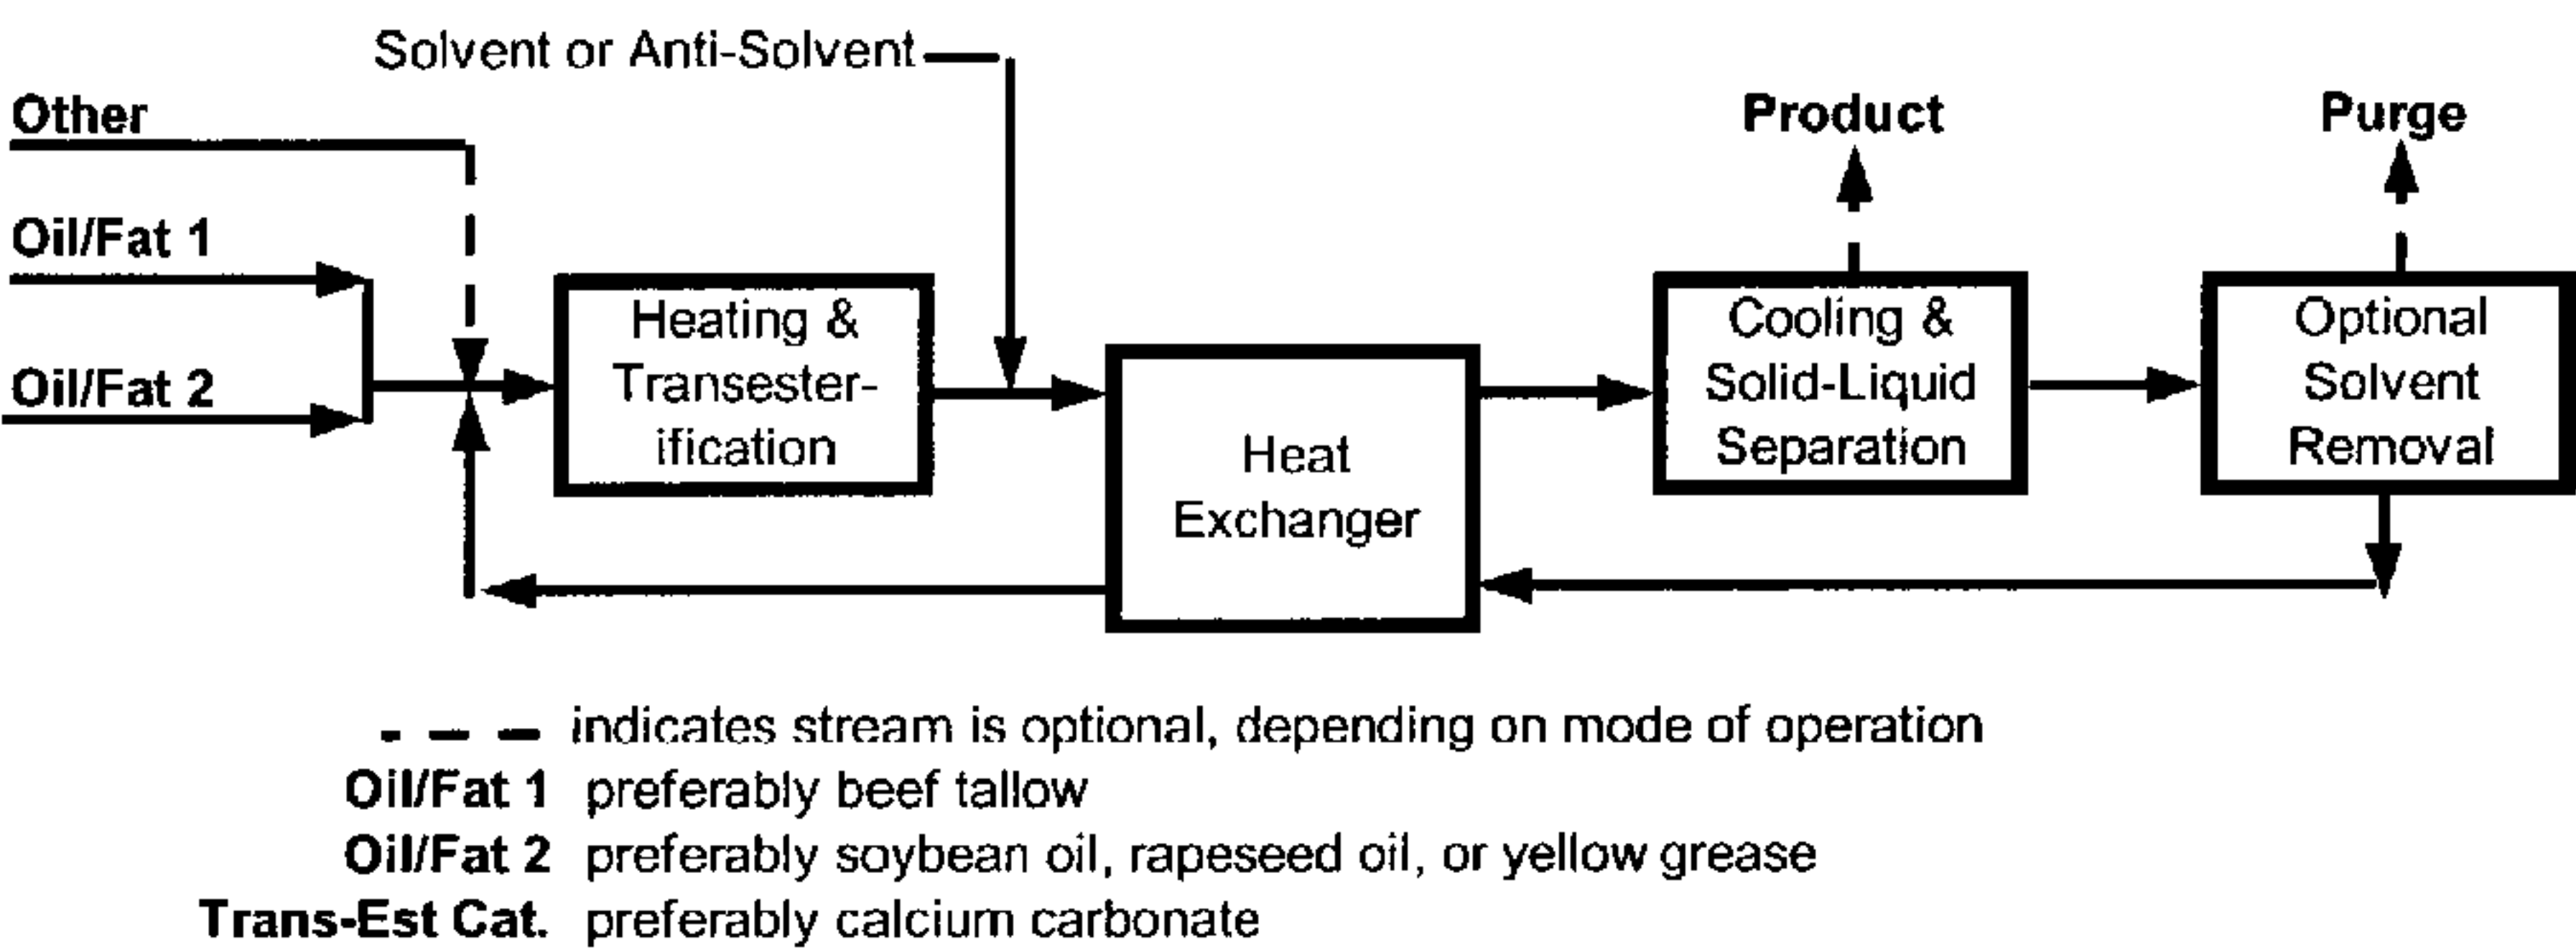 Solvent or Anti-Solvent
Other
Product
Purge
Oil/Fat 1
Oil/Fat 2
Heating &
Transester-
ification
Heat
Exchanger
Cooling &
Solid-Liquid
Separation
Optional
Solvent
Removal
indicates stream is optional, depending on mode of operation
Oil/Fat 1 preferably beef tallow
Oil/Fat 2 preferably soybean oil, rapeseed oil, or yellow grease
Trans-Est Cat. preferably calcium carbonate